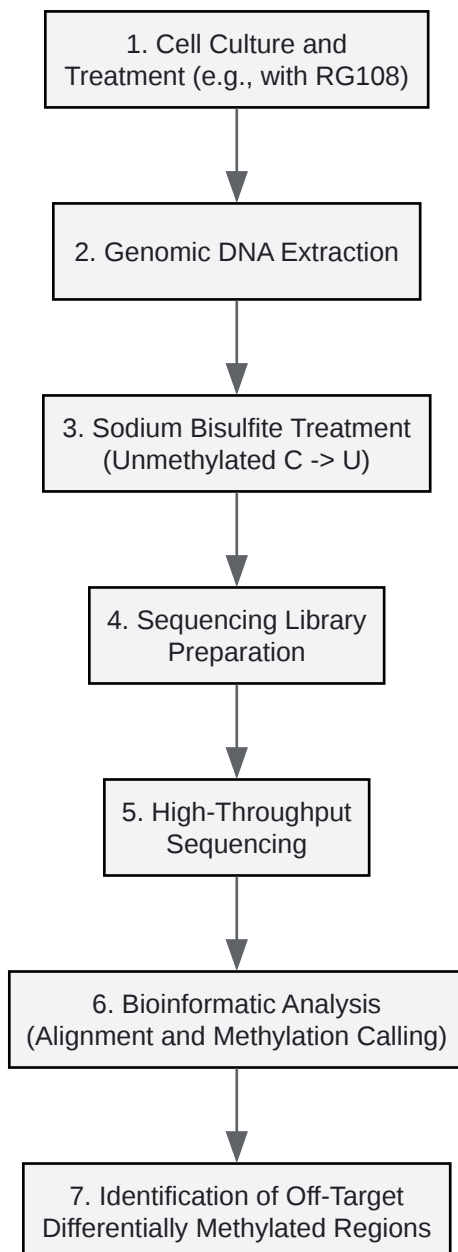 1. Cell Culture and
Treatment (e.g., with RG108)
2. Genomic DNA Extraction
3. Sodium Bisulfite Treatment
(Unmethylated C -> U)
4. Sequencing Library
Preparation
5. High-Throughput
Sequencing
6. Bioinformatic Analysis
(Alignment and Methylation Calling)
7. Identification of Off-Target
Differentially Methylated Regions